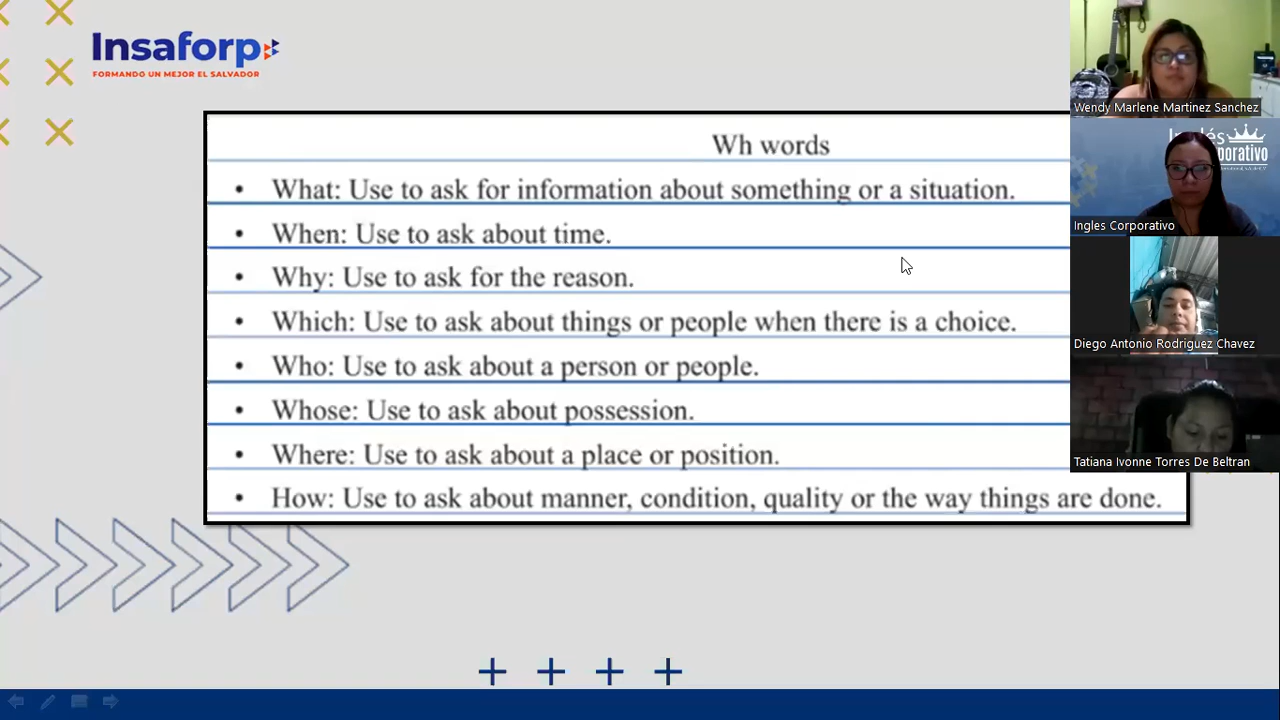 Insaforp
FORMANDO UN MEJOR EL SALVADOR
Wh words
• What: Use to ask for information about something or a situation.
• When: Use to ask about time.
• Why: Use to ask for the reason.
• Which: Use to ask about things or people when there is a choice.
• Who: Use to ask about a person or people.
• Whose: Use to ask about possession.
• Where: Use to ask about a place or position.
• How: Use to ask about manner, condition, quality or the way things are done.
Wendy Marlene Martinez Sanchez
Ingles Corporativo
Diego Antonio Rodriguez Chavez
Tatiana Ivonne Torres De Beltran